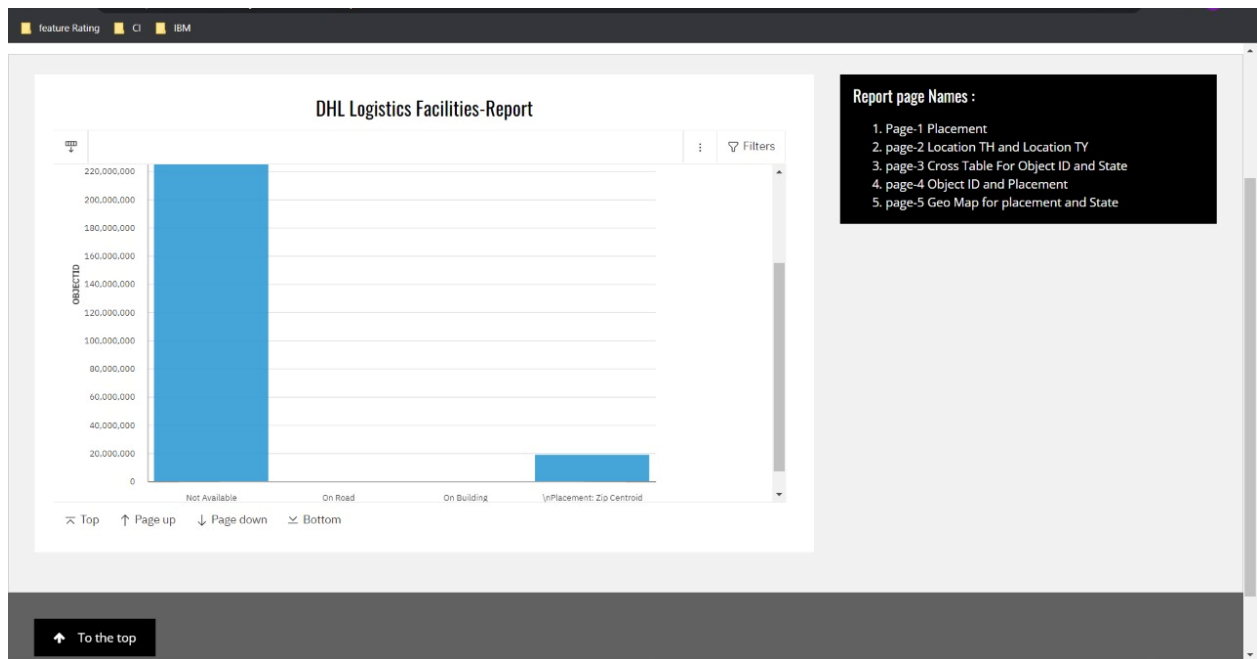 feature Rating CI IBM
DHL Logistics Facilities-Report
Filters
220,000,000
200,000,000
180,000,000
160,000,000
140,000,000
120,000,000
100,000,000
80,000,000
60,000,000
40,000,000
20,000,000
0
OBJECTID
Not Available On Road On Building \nPlacement: Zip Centroid
Top Page up Page down Bottom
Report page Names :
1. Page-1 Placement
2. page-2 Location TH and Location TY
3. page-3 Cross Table For Object ID and State
4. page-4 Object ID and Placement
5. page-5 Geo Map for placement and State
To the top